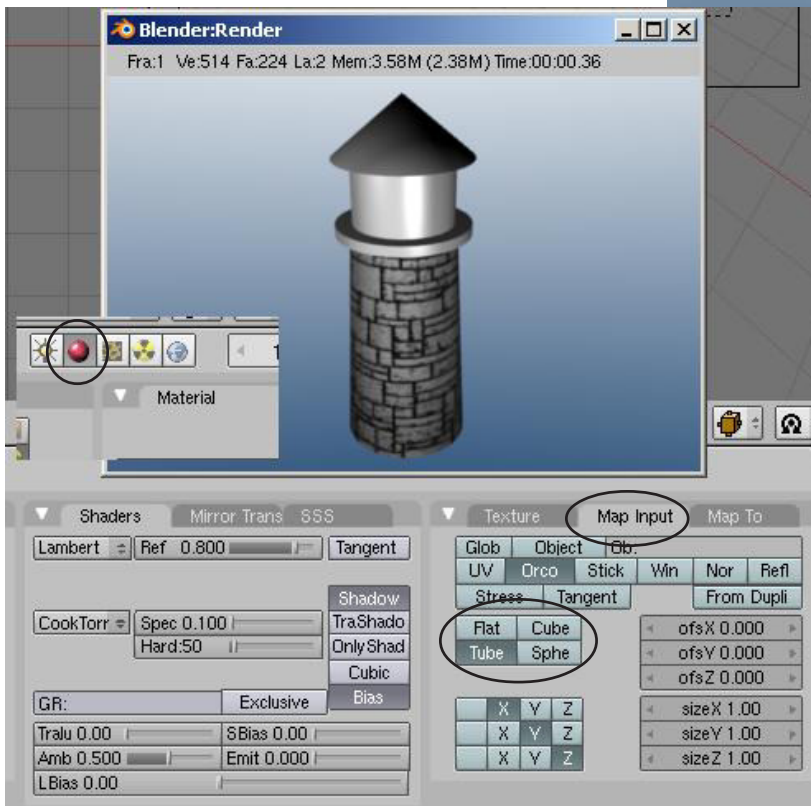 Blender:Render
Fra:1 Ve:514 Fa:224 La:2 Mem:3.58M (2.38M) Time:00:00.36
Material
Shaders Mirror Trans SSS
Lambert Ref 0.800 Tangent
Shadow
CookTorr Spec 0.100 TraShado
Hard:50 OnlyShad
Cubic
GR: Exclusive Bias
Tralu 0.00 SBias 0.00
Amb 0.500 Emit 0.000
LBias 0.00
Texture Map Input Map To
Glob Object Ob:
UV Orco Stick Win Nor Refl
Stress Tangent From Dupli
Flat Cube ofsX 0.000
Tube Sphe ofsY 0.000
ofsZ 0.000
X Y Z sizeX 1.00
X Y Z sizeY 1.00
X Y Z sizeZ 1.00